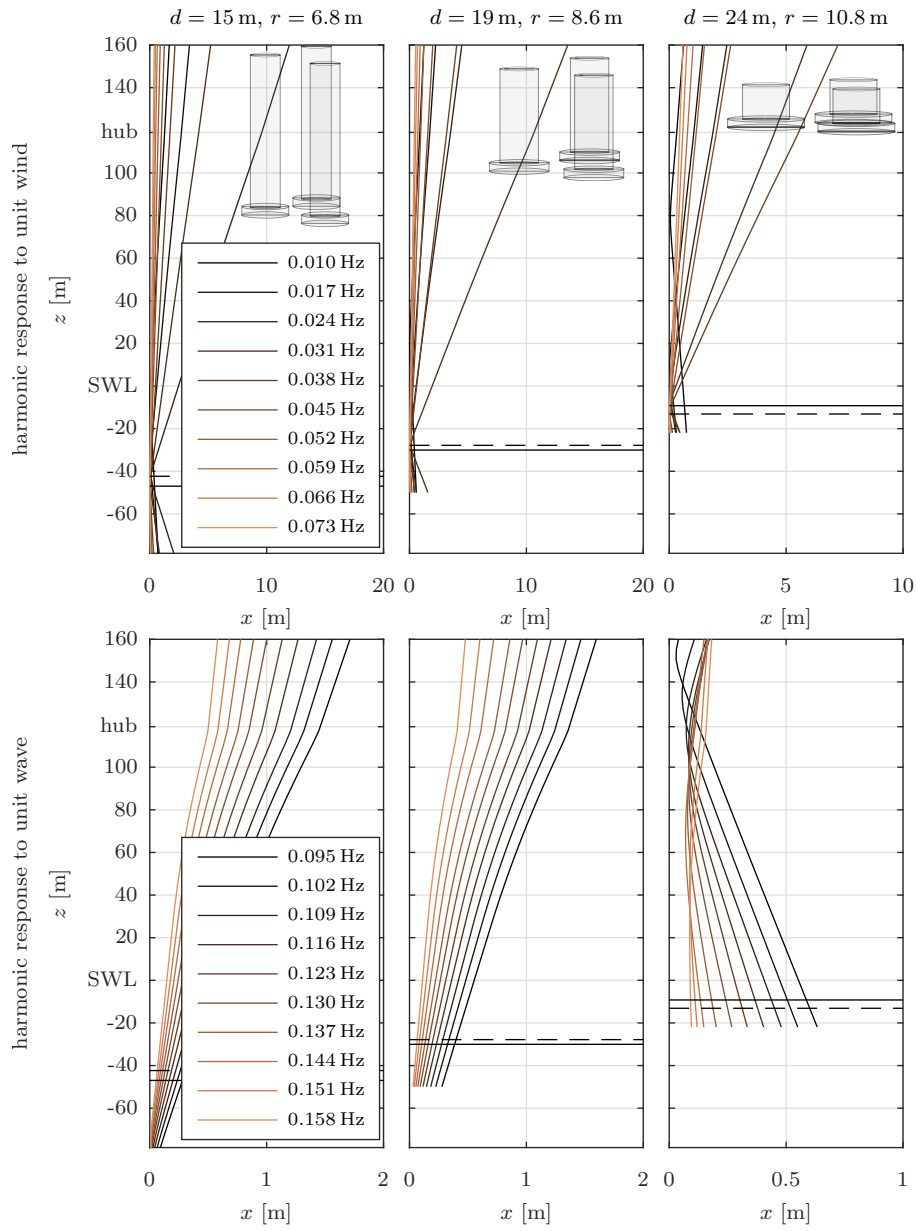 d = 15 m, r = 6.8 m
d = 19 m, r = 8.6 m
d = 24 m, r = 10.8 m
harmonic response to unit wind
z [m]
160
140
hub
100
80
60
40
20
SWL
-20
-40
-60
0.010 Hz
0.017 Hz
0.024 Hz
0.031 Hz
0.038 Hz
0.045 Hz
0.052 Hz
0.059 Hz
0.066 Hz
0.073 Hz
0 10 20
x [m]
0 10 20
x [m]
0 5 10
x [m]
harmonic response to unit wave
z [m]
160
140
hub
100
80
60
40
20
SWL
-20
-40
-60
0.095 Hz
0.102 Hz
0.109 Hz
0.116 Hz
0.123 Hz
0.130 Hz
0.137 Hz
0.144 Hz
0.151 Hz
0.158 Hz
0 1 2
x [m]
0 1 2
x [m]
0 0.5 1
x [m]